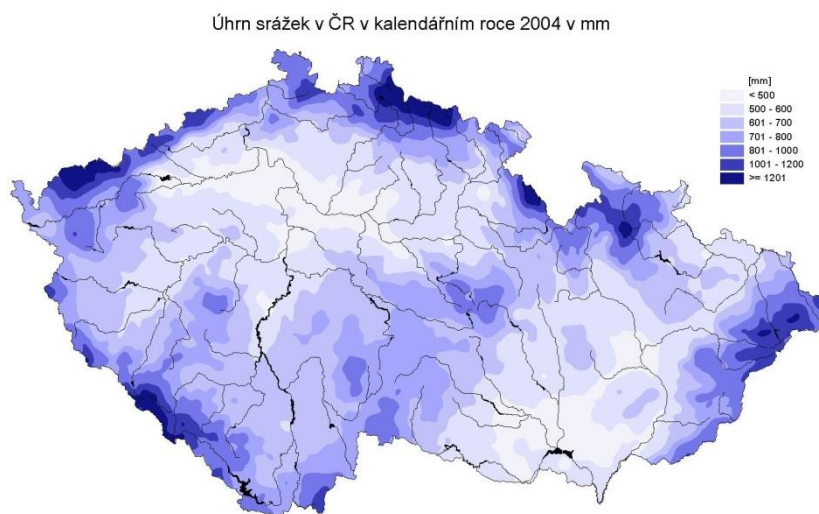 Úhrn srážek v ČR v kalendářním roce 2004 v mm
[mm]
< 500
500 - 600
601 - 700
701 - 800
801 - 1000
1001 - 1200
>= 1201